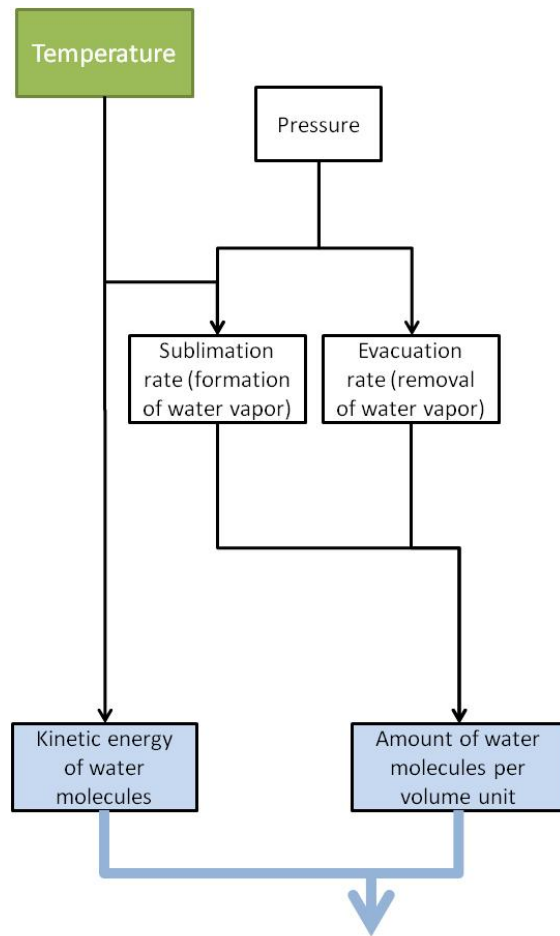 Temperature
Pressure
Sublimation
rate (formation
of water vapor)
Evacuation
rate (removal
of water vapor)
Kinetic energy
of water
molecules
Amount of water
molecules per
volume unit